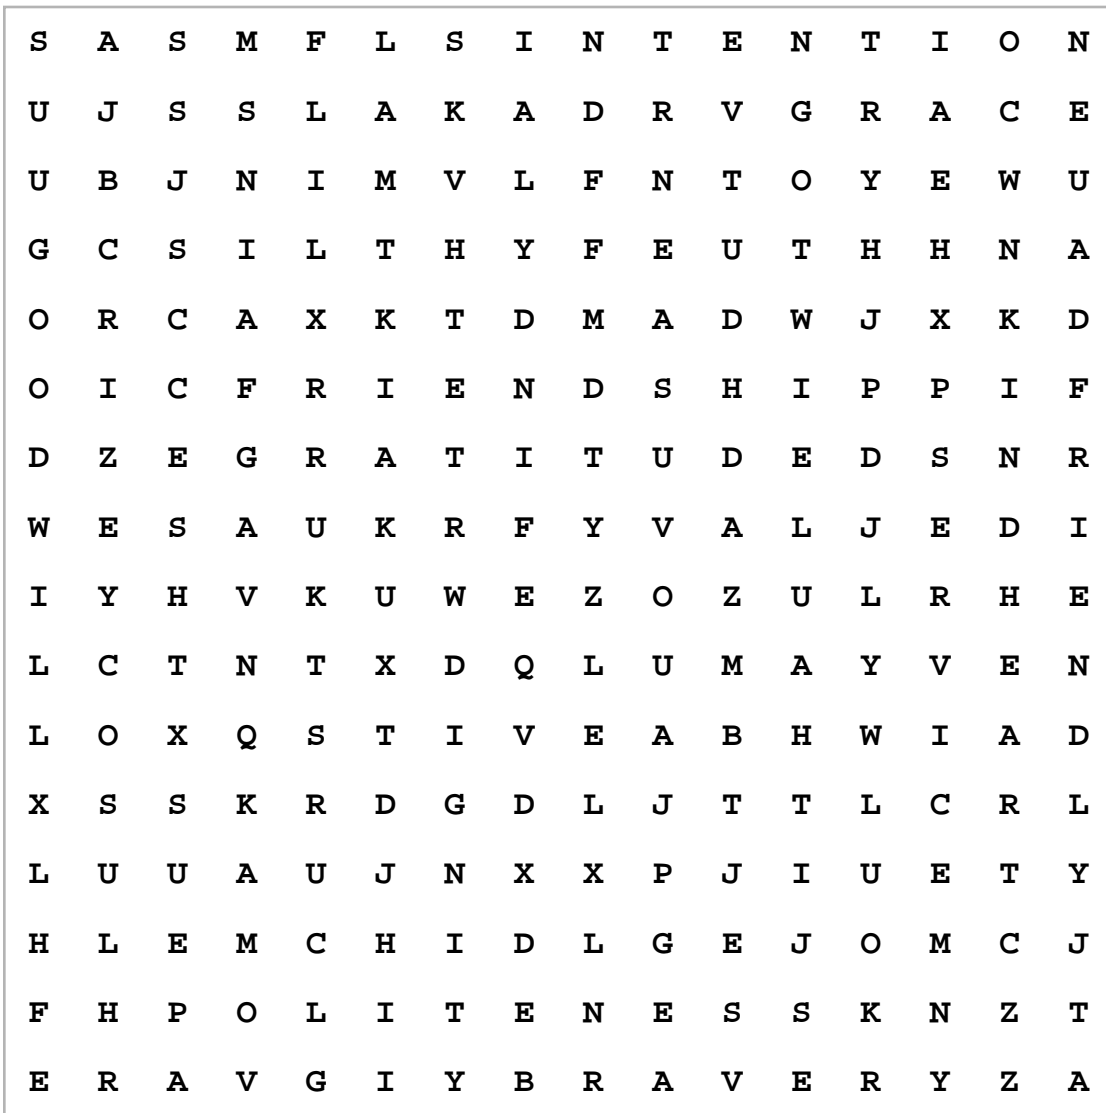 S A S M F L S I N T E N T I O N
U J S S L A K A D R V G R A C E
U B J N I M V L F N T O Y E W U
G C S I L T H Y F E U T H H N A
O R C A X K T D M A D W J X K D
O I C F R I E N D S H I P P I F
D Z E G R A T I T U D E D S N R
W E S A U K R F Y V A L J E D I
I Y H V K U W E Z O Z U L R H E
L C T N T X D Q L U M A Y V E N
L O X Q S T I V E A B H W I A D
X S S K R D G D L J T T L C R L
L U U A U J N X X P J I U E T Y
H L E M C H I D L G E J O M C J
F H P O L I T E N E S S K N Z T
E R A V G I Y B R A V E R Y Z A